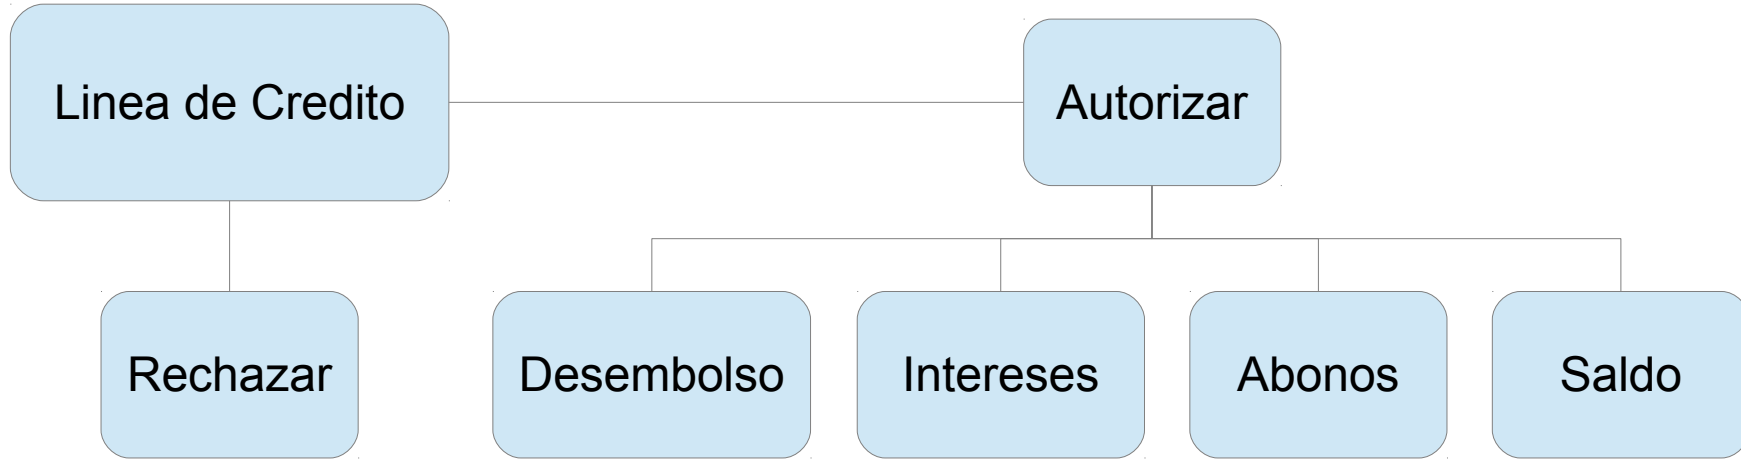 Linea de Credito
Autorizar
Rechazar
Desembolso
Intereses
Abonos
Saldo